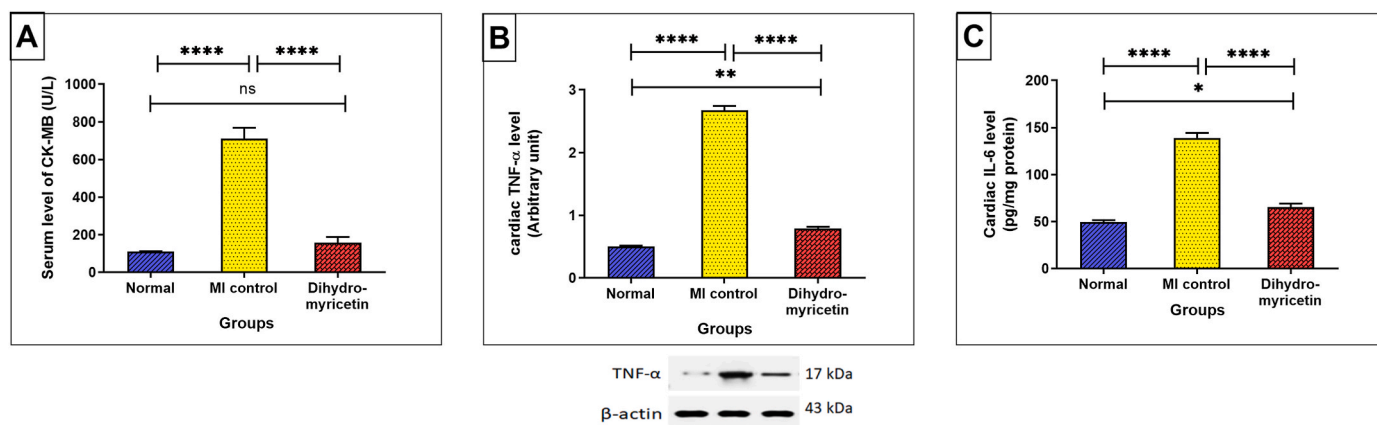 A
**** ****
ns
Serum level of CK-MB (U/L)
1000
800
600
400
200
0
Normal MI control Dihydro-
myricetin
Groups
B
**** ****
**
cardiac TNF-α level
(Arbitrary unit)
3
2
1
0
Normal MI control Dihydro-
myricetin
Groups
TNF-α 17 kDa
β-actin 43 kDa
C
**** ****
*
Cardiac IL-6 level
(pg/mg protein)
200
150
100
50
0
Normal MI control Dihydro-
myricetin
Groups